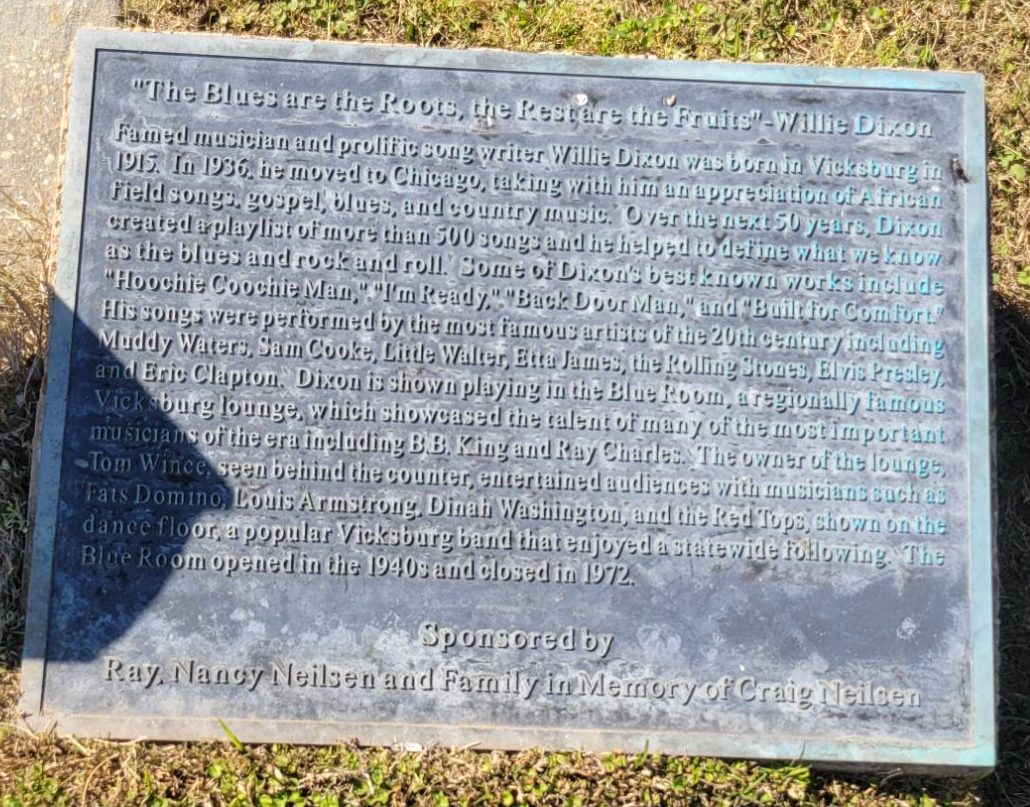 "The Blues are the Roots, the Rest are the Fruits"-Willie Dixon
Famed musician and prolific song writer Willie Dixon was born in Vicksburg in
1915. In 1936, he moved to Chicago, taking with him an appreciation of African
field songs, gospel, blues, and country music. Over the next 50 years, Dixon
created a playlist of more than 500 songs and he helped to define what we know
as the blues and rock and roll. Some of Dixon's best known works include
"Hoochie Coochie Man," "I'm Ready," "Back Door Man," and "Built for Comfort."
His songs were performed by the most famous artists of the 20th century including
Muddy Waters, Sam Cooke, Little Walter, Etta James, the Rolling Stones, Elvis Presley,
and Eric Clapton. Dixon is shown playing in the Blue Room, a regionally famous
Vicksburg lounge, which showcased the talent of many of the most important
musicians of the era including B.B. King and Ray Charles. The owner of the lounge,
Tom Wince, seen behind the counter, entertained audiences with musicians such as
Fats Domino, Louis Armstrong, Dinah Washington, and the Red Tops, shown on the
dance floor, a popular Vicksburg band that enjoyed a statewide following. The
Blue Room opened in the 1940s and closed in 1972.
Sponsored by
Ray, Nancy Neilsen and Family in Memory of Craig Neilsen